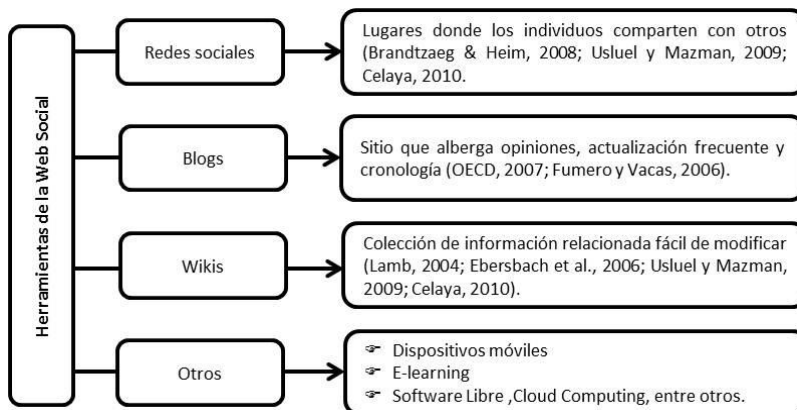 Herramientas de la Web Social
Redes sociales
Lugares donde los individuos comparten con otros
(Brandtzaeg & Heim, 2008; Usluel y Mazman, 2009;
Celaya, 2010.
Blogs
Sitio que alberga opiniones, actualización frecuente y
cronología (OECD, 2007; Fumero y Vacas, 2006).
Wikis
Colección de información relacionada fácil de modificar
(Lamb, 2004; Ebersbach et al., 2006; Usluel y Mazman,
2009; Celaya, 2010).
Otros
☞ Dispositivos móviles
☞ E-learning
☞ Software Libre ,Cloud Computing, entre otros.